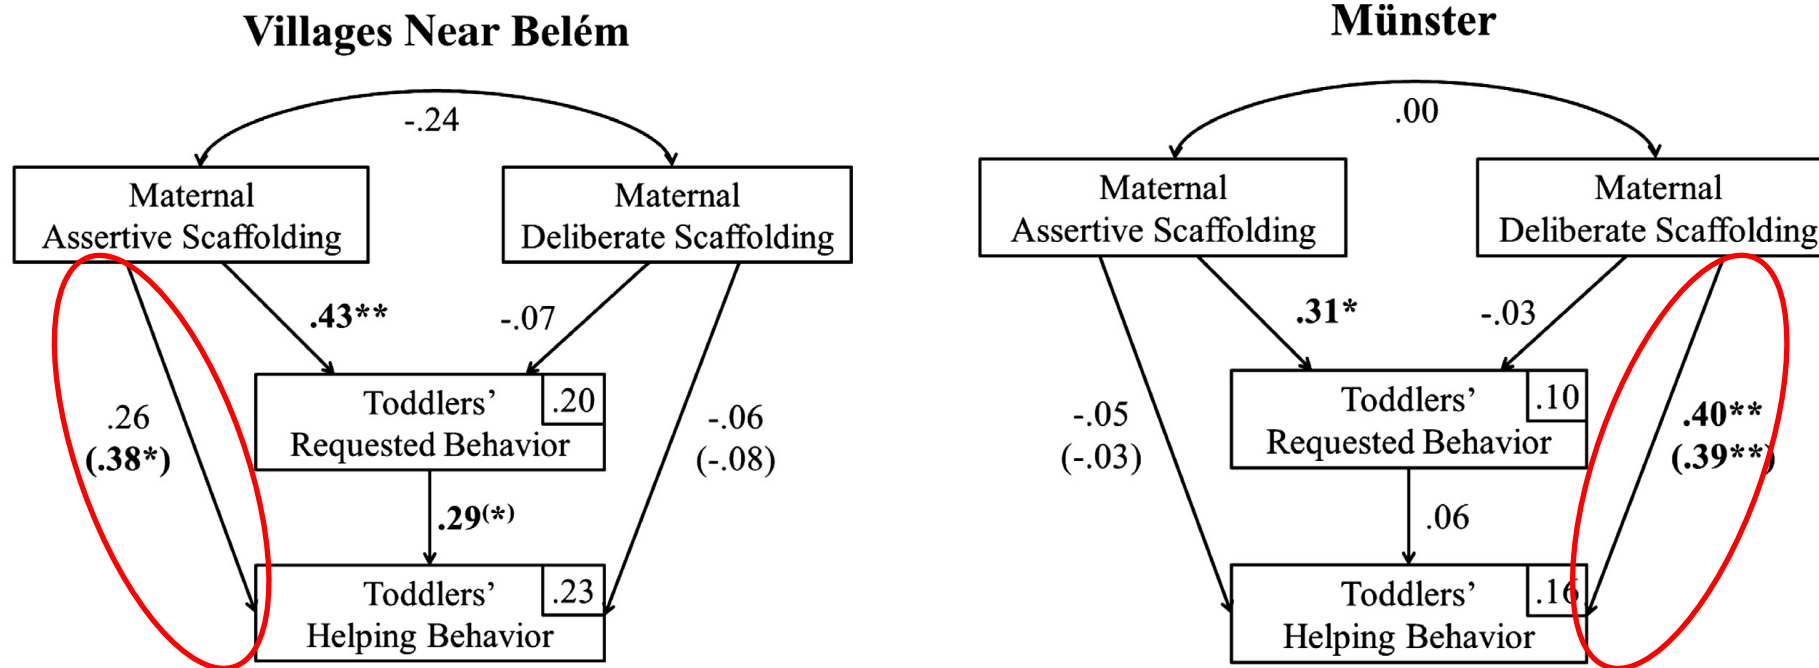 Villages Near Belém
-.24
Maternal
Assertive Scaffolding
Maternal
Deliberate Scaffolding
.43**
-.07
.26
(.38*)
-.06
(-.08)
Toddlers’
Requested Behavior
.20
.29(*)
Toddlers’
Helping Behavior
.23
Münster
.00
Maternal
Assertive Scaffolding
Maternal
Deliberate Scaffolding
.31*
-.03
-.05
(-.03)
.40**
(.39**)
Toddlers’
Requested Behavior
.10
.06
Toddlers’
Helping Behavior
.16